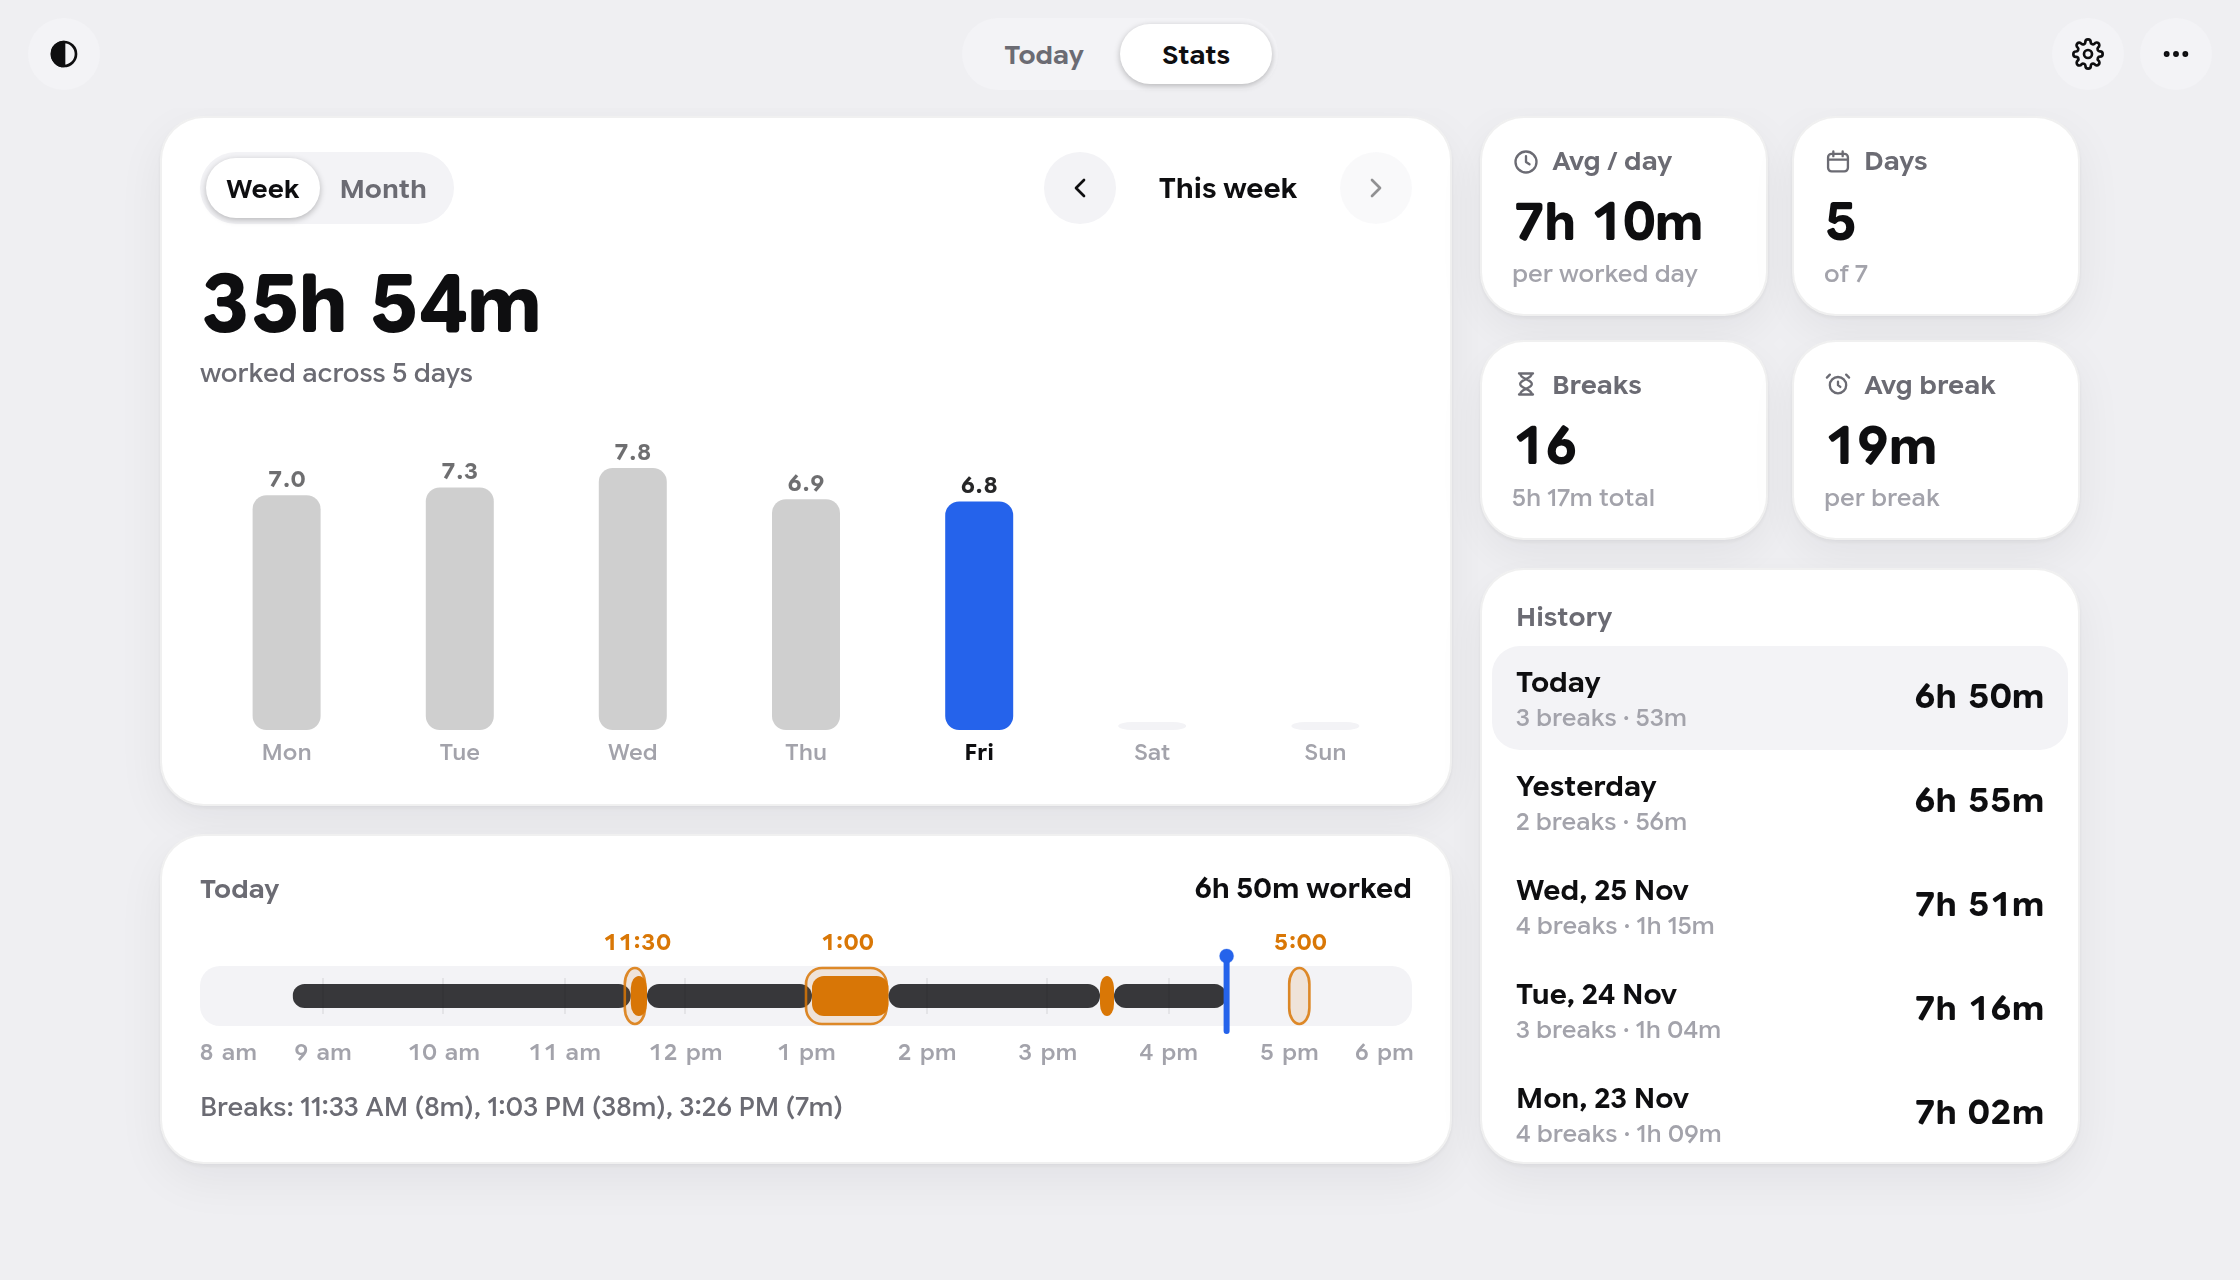 Today
Stats
Week
Month
This week
35h 54m
worked across 5 days
7.0
7.3
7.8
6.9
6.8
Mon
Tue
Wed
Thu
Fri
Sat
Sun
Today
6h 50m worked
11:30
1:00
5:00
8 am
9 am
10 am
11 am
12 pm
1 pm
2 pm
3 pm
4 pm
5 pm
6 pm
Breaks: 11:33 AM (8m), 1:03 PM (38m), 3:26 PM (7m)
Avg / day
7h 10m
per worked day
Days
5
of 7
Breaks
16
5h 17m total
Avg break
19m
per break
History
Today
3 breaks · 53m
6h 50m
Yesterday
2 breaks · 56m
6h 55m
Wed, 25 Nov
4 breaks · 1h 15m
7h 51m
Tue, 24 Nov
3 breaks · 1h 04m
7h 16m
Mon, 23 Nov
4 breaks · 1h 09m
7h 02m